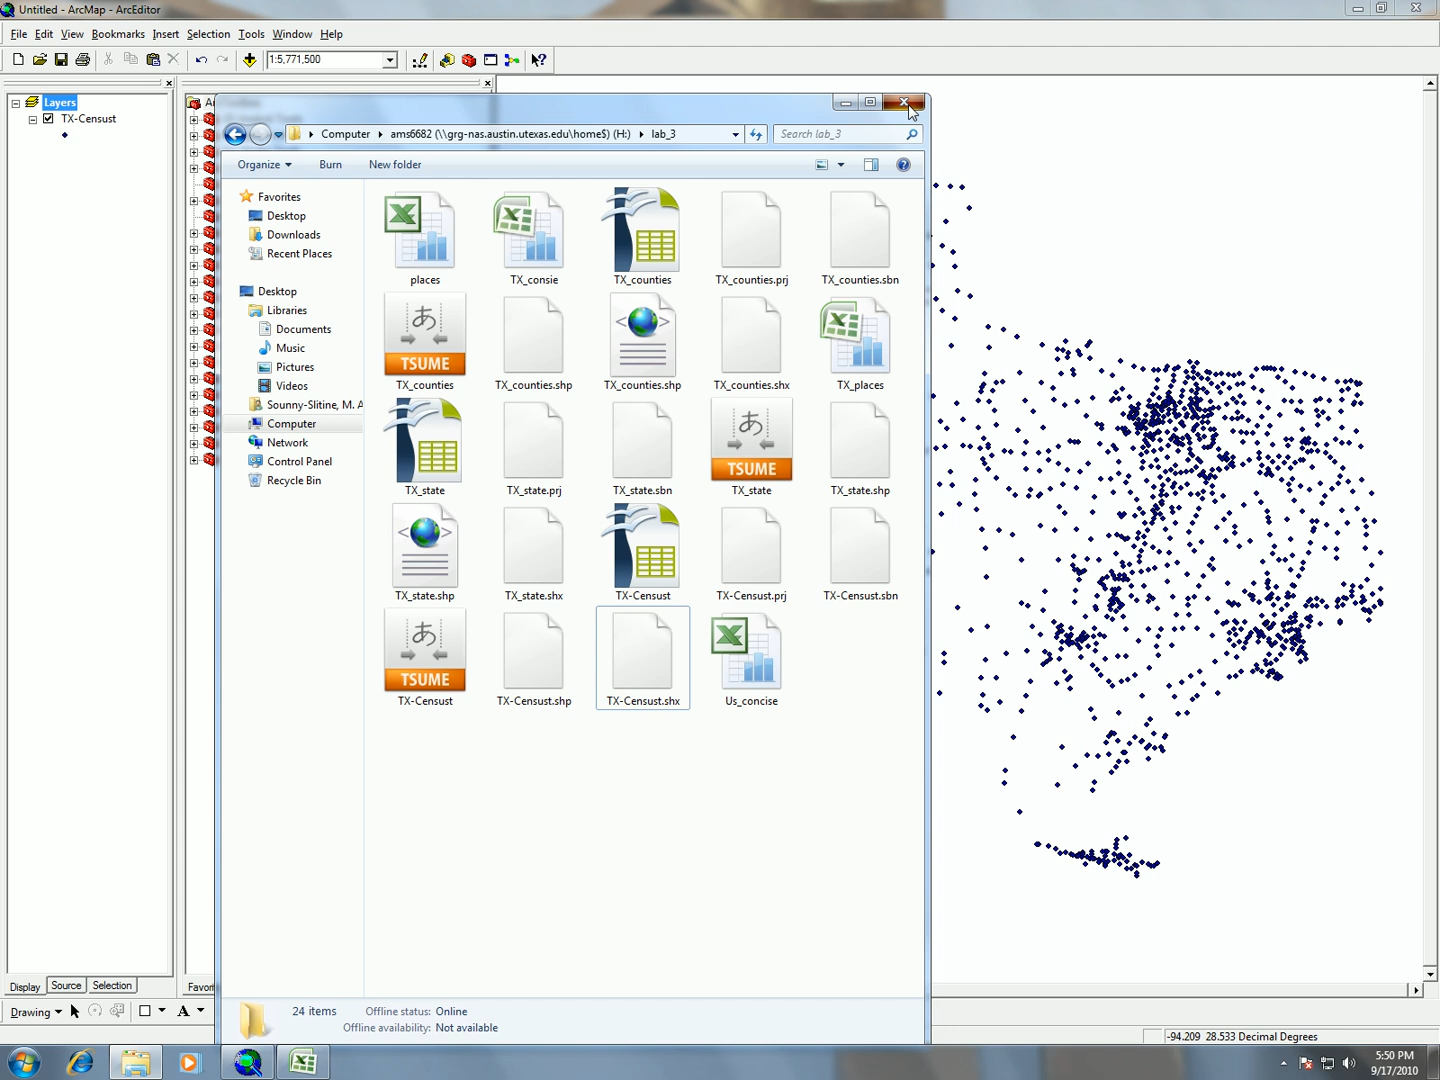 Untitled - ArcMap - ArcEditor
File Edit View Bookmarks Insert Selection Tools Window Help
1:5,771,500
Layers
TX-Censust
Computer ams6682 (\\grg-nas.austin.utexas.edu\home$) (H:) lab_3
Search lab_3
Organize Burn New folder
Favorites
Desktop
Downloads
Recent Places
Desktop
Libraries
Documents
Music
Pictures
Videos
Sounny-Slitine, M. A
Computer
Network
Control Panel
Recycle Bin
places TX_consie TX_counties TX_counties.prj TX_counties.sbn
あ
TSUME
TX_counties TX_counties.shp TX_counties.shp TX_counties.shx TX_places
あ
TSUME
TX_state TX_state.prj TX_state.sbn TX_state TX_state.shp
TX_state.shp TX_state.shx TX-Censust TX-Censust.prj TX-Censust.sbn
あ
TSUME
TX-Censust TX-Censust.shp TX-Censust.shx Us_concise
24 items Offline status: Online
Offline availability: Not available
Display Source Selection
Favor
Drawing A
-94.209 28.533 Decimal Degrees
5:50 PM
9/17/2010